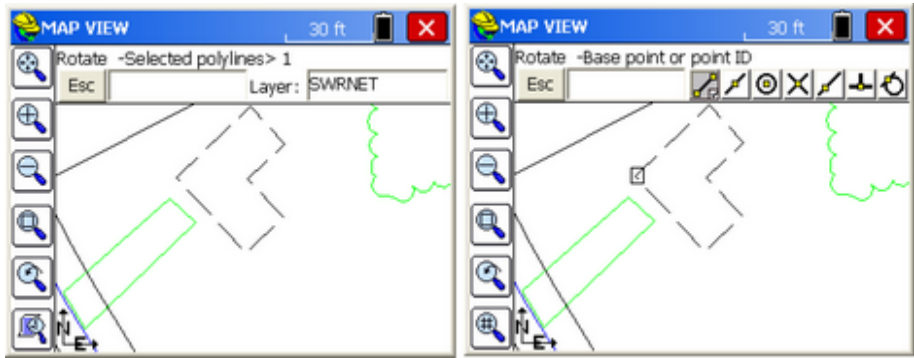 MAP VIEW 30 ft
Rotate -Selected polylines> 1
Esc Layer: SWRNET
N
E
MAP VIEW 30 ft
Rotate -Base point or point ID
Esc
N
E